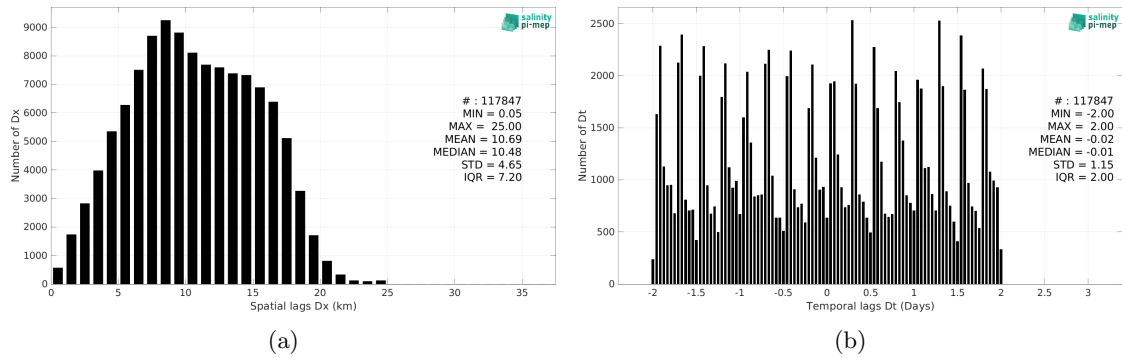 salinity
pi-mep
Number of Dx
9000
8000
7000
6000
5000
4000
3000
2000
1000
0
# : 117847
MIN = 0.05
MAX = 25.00
MEAN = 10.69
MEDIAN = 10.48
STD = 4.65
IQR = 7.20
0 5 10 15 20 25 30 35
Spatial lags Dx (km)
(a)
salinity
pi-mep
Number of Dt
2500
2000
1500
1000
500
0
# : 117847
MIN = -2.00
MAX = 2.00
MEAN = -0.02
MEDIAN = -0.01
STD = 1.15
IQR = 2.00
-2 -1.5 -1 -0.5 0 0.5 1 1.5 2 2.5 3
Temporal lags Dt (Days)
(b)